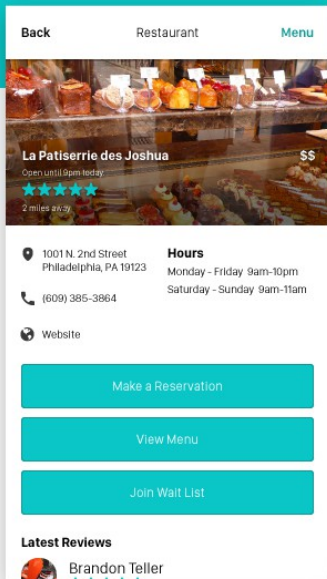 Back
Restaurant
Menu
La Patiserrie des Joshua
$$
Open until 9pm today
2 miles away
1001 N. 2nd Street
Philadelphia, PA 19123
(609) 385-3864
Website
Hours
Monday - Friday 9am-10pm
Saturday - Sunday 9am-11am
Make a Reservation
View Menu
Join Wait List
Latest Reviews
Brandon Teller